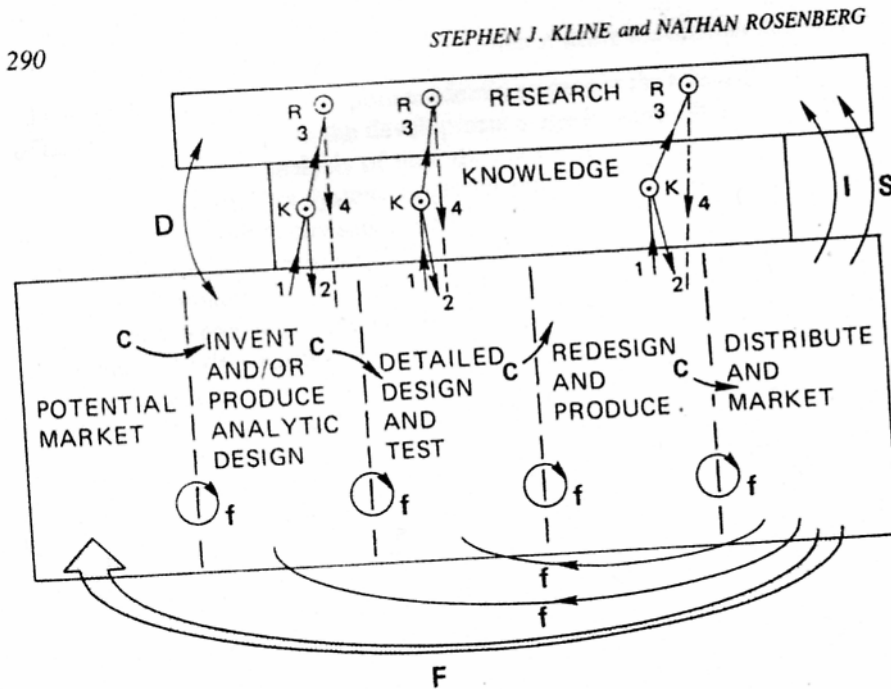 290
STEPHEN J. KLINE and NATHAN ROSENBERG
R
3
R
3
RESEARCH
R
3
KNOWLEDGE
D
K
4
K
4
K
4
I
S
1
2
1
2
1
2
C
INVENT
AND/OR
PRODUCE
ANALYTIC
DESIGN
C
DETAILED
DESIGN
AND
TEST
C
REDESIGN
AND
PRODUCE.
C
DISTRIBUTE
AND
MARKET
POTENTIAL
MARKET
f
f
f
f
f
f
F